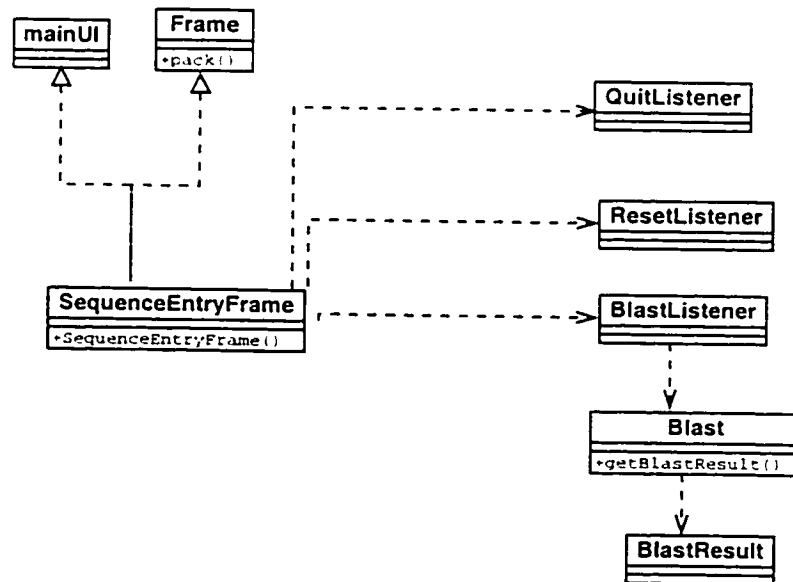 mainUI
Frame
+pack()
QuitListener
ResetListener
SequenceEntryFrame
+SequenceEntryFrame()
BlastListener
Blast
+getBlastResult()
BlastResult